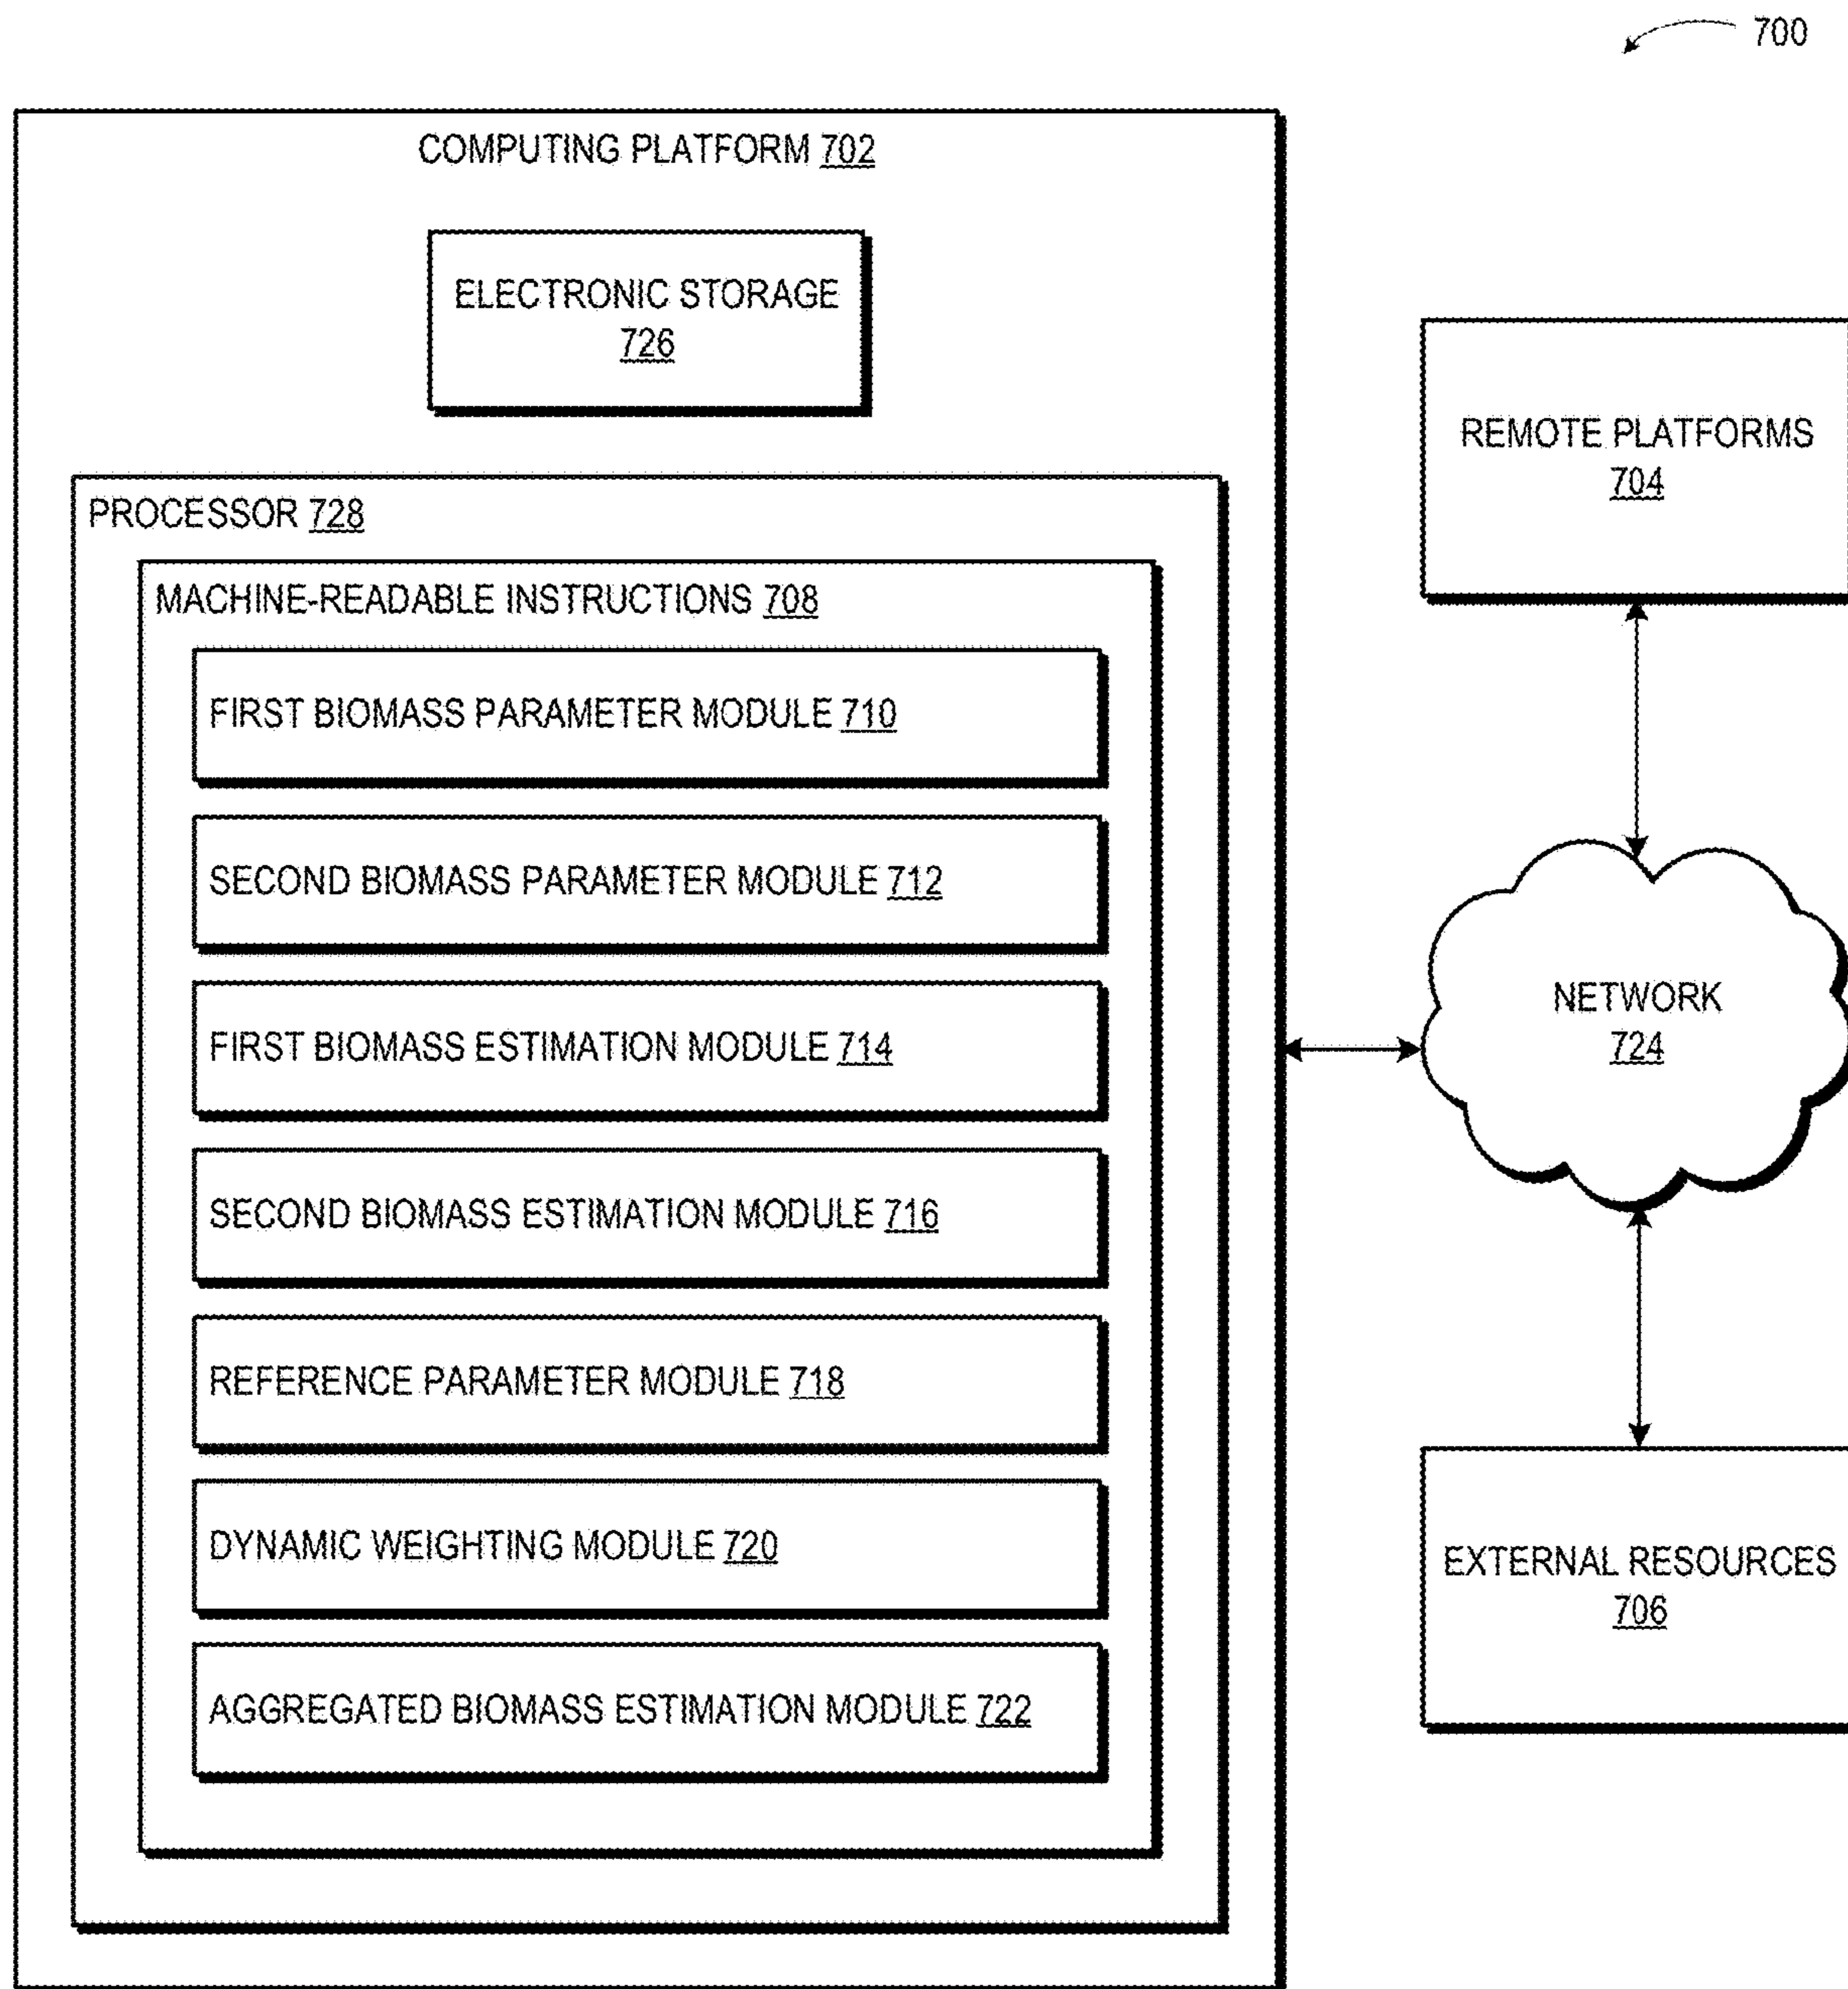 700
COMPUTING PLATFORM 702
ELECTRONIC STORAGE
726
PROCESSOR 728
MACHINE-READABLE INSTRUCTIONS 708
FIRST BIOMASS PARAMETER MODULE 710
SECOND BIOMASS PARAMETER MODULE 712
FIRST BIOMASS ESTIMATION MODULE 714
SECOND BIOMASS ESTIMATION MODULE 716
REFERENCE PARAMETER MODULE 718
DYNAMIC WEIGHTING MODULE 720
AGGREGATED BIOMASS ESTIMATION MODULE 722
REMOTE PLATFORMS
704
NETWORK
724
EXTERNAL RESOURCES
706